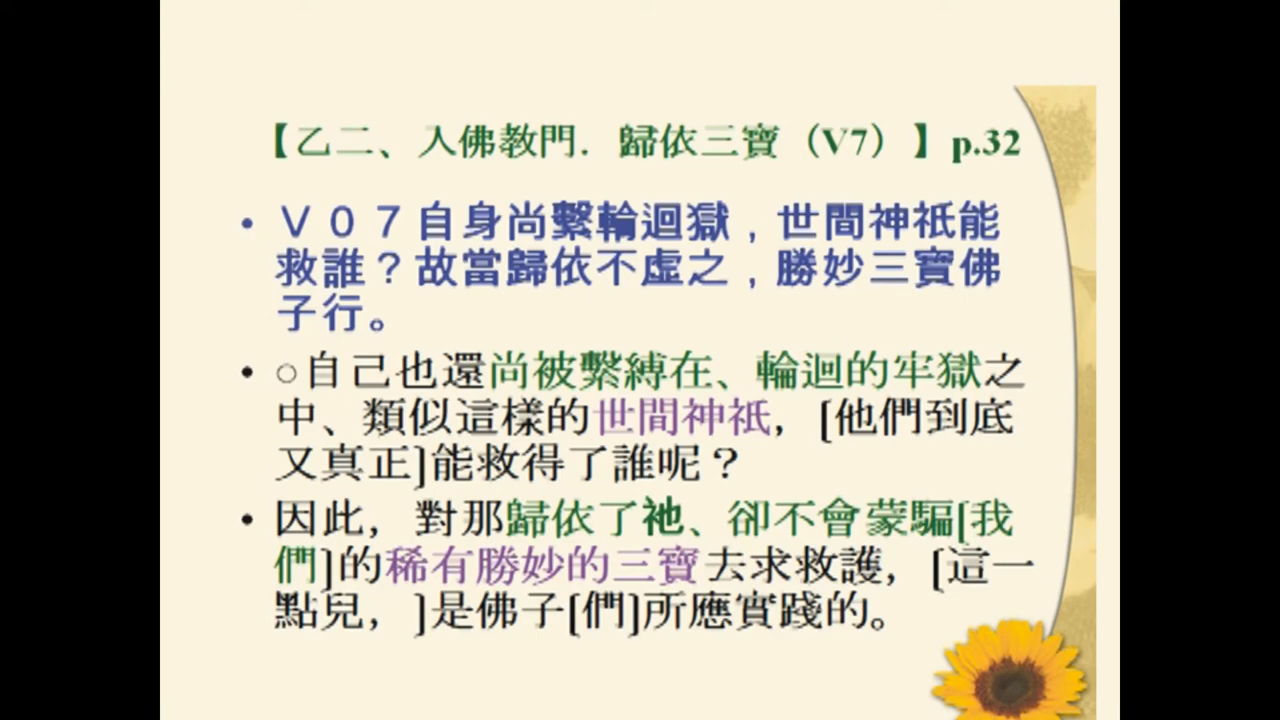 【乙二、入佛教門．歸依三寶（V7）】p.32
• Ｖ０７自身尚繫輪迴獄，世間神祇能
救誰？故當歸依不虛之，勝妙三寶佛
子行。
• ○自己也還尚被繫縛在、輪迴的牢獄之
中、類似這樣的世間神祇，[他們到底
又真正]能救得了誰呢？
• 因此，對那歸依了祂、卻不會蒙騙[我
們]的稀有勝妙的三寶去求救護，[這一
點兒，]是佛子[們]所應實踐的。